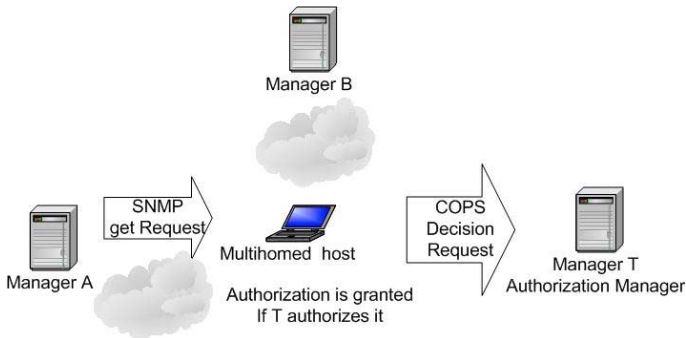 Manager B
SNMP
get Request
COPS
Decision
Request
Multihomed host
Manager A
Manager T
Authorization Manager
Authorization is granted
If T authorizes it